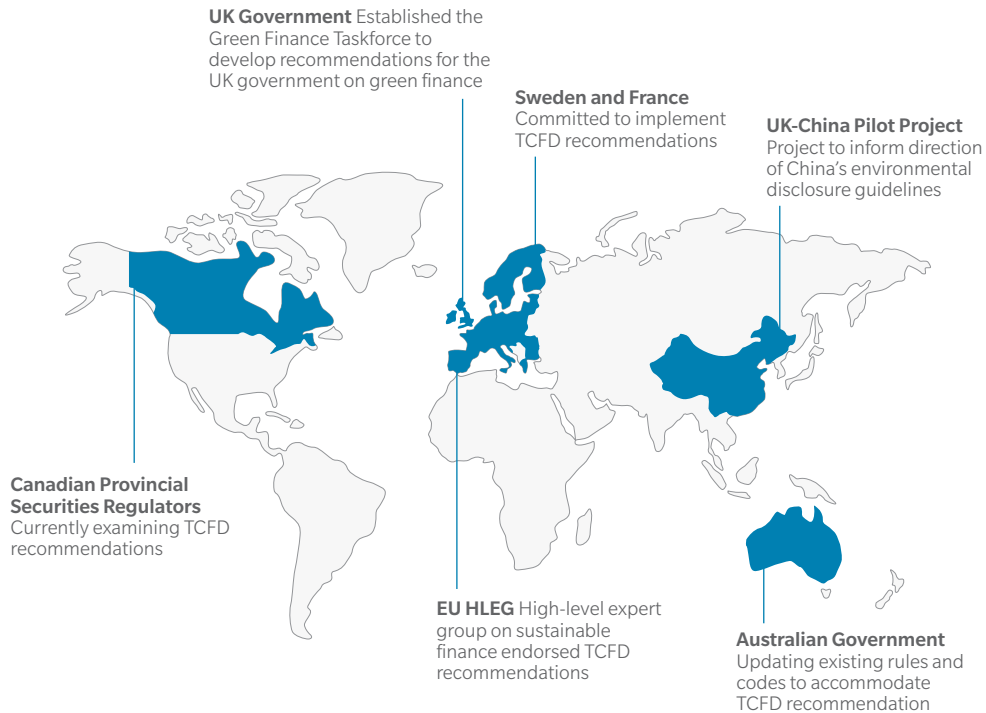 UK Government Established the
Green Finance Taskforce to
develop recommendations for the
UK government on green finance
Sweden and France
Committed to implement
TCFD recommendations
UK-China Pilot Project
Project to inform direction
of China’s environmental
disclosure guidelines
Canadian Provincial
Securities Regulators
Currently examining TCFD
recommendations
EU HLEG High-level expert
group on sustainable
finance endorsed TCFD
recommendations
Australian Government
Updating existing rules and
codes to accommodate
TCFD recommendation